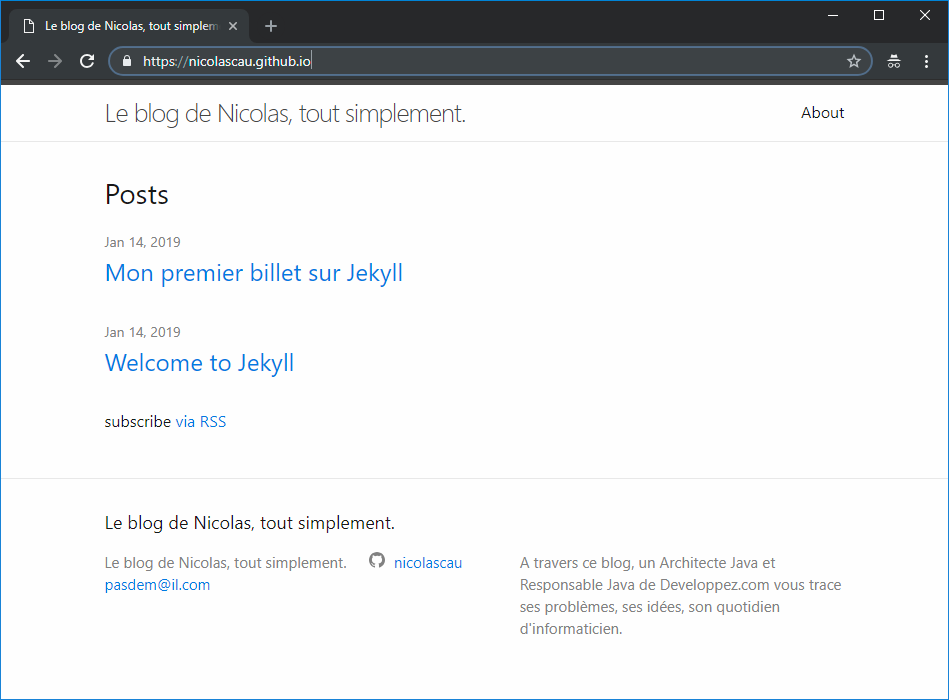 Le blog de Nicolas, tout simplem
https://nicolascau.github.io
Le blog de Nicolas, tout simplement.
About
Posts
Jan 14, 2019
Mon premier billet sur Jekyll
Jan 14, 2019
Welcome to Jekyll
subscribe via RSS
Le blog de Nicolas, tout simplement.
Le blog de Nicolas, tout simplement.
pasdem@il.com
nicolascau
A travers ce blog, un Architecte Java et
Responsable Java de Developpez.com vous trace
ses problèmes, ses idées, son quotidien
d'informaticien.